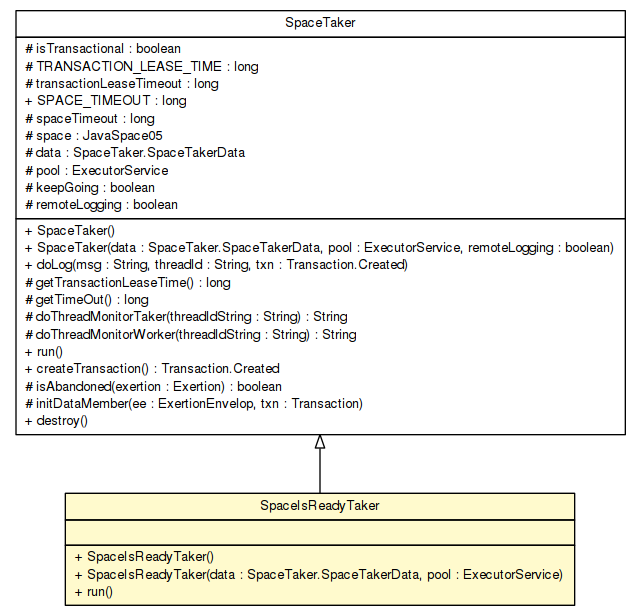 SpaceTaker
# isTransactional : boolean
# TRANSACTION_LEASE_TIME : long
# transactionLeaseTimeout : long
+ SPACE_TIMEOUT : long
# spaceTimeout : long
# space : JavaSpace05
# data : SpaceTaker.SpaceTakerData
# pool : ExecutorService
# keepGoing : boolean
# remoteLogging : boolean
+ SpaceTaker()
+ SpaceTaker(data : SpaceTaker.SpaceTakerData, pool : ExecutorService, remoteLogging : boolean)
+ doLog(msg : String, threadId : String, txn : Transaction.Created)
# getTransactionLeaseTime() : long
# getTimeOut() : long
# doThreadMonitorTaker(threadIdString : String) : String
# doThreadMonitorWorker(threadIdString : String) : String
+ run()
+ createTransaction() : Transaction.Created
# isAbandoned(exertion : Exertion) : boolean
# initDataMember(ee : ExertionEnvelop, txn : Transaction)
+ destroy()
SpaceIsReadyTaker
+ SpaceIsReadyTaker()
+ SpaceIsReadyTaker(data : SpaceTaker.SpaceTakerData, pool : ExecutorService)
+ run()